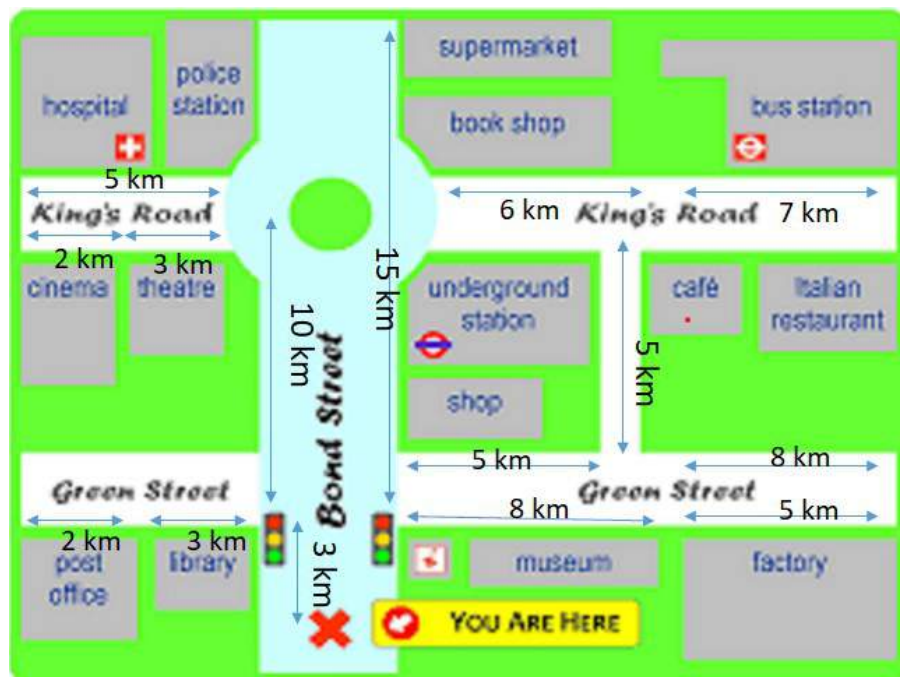 supermarket
police
station
hospital
book shop
bus station
5 km
King's Road
6 km
King's Road
7 km
2 km
3 km
cinema
theatre
10 km
15 km
underground
station
café
Italian
restaurant
Bond Street
5 km
shop
5 km
8 km
Green Street
Green Street
8 km
5 km
2 km
3 km
3 km
post
office
library
museum
factory
YOU ARE HERE